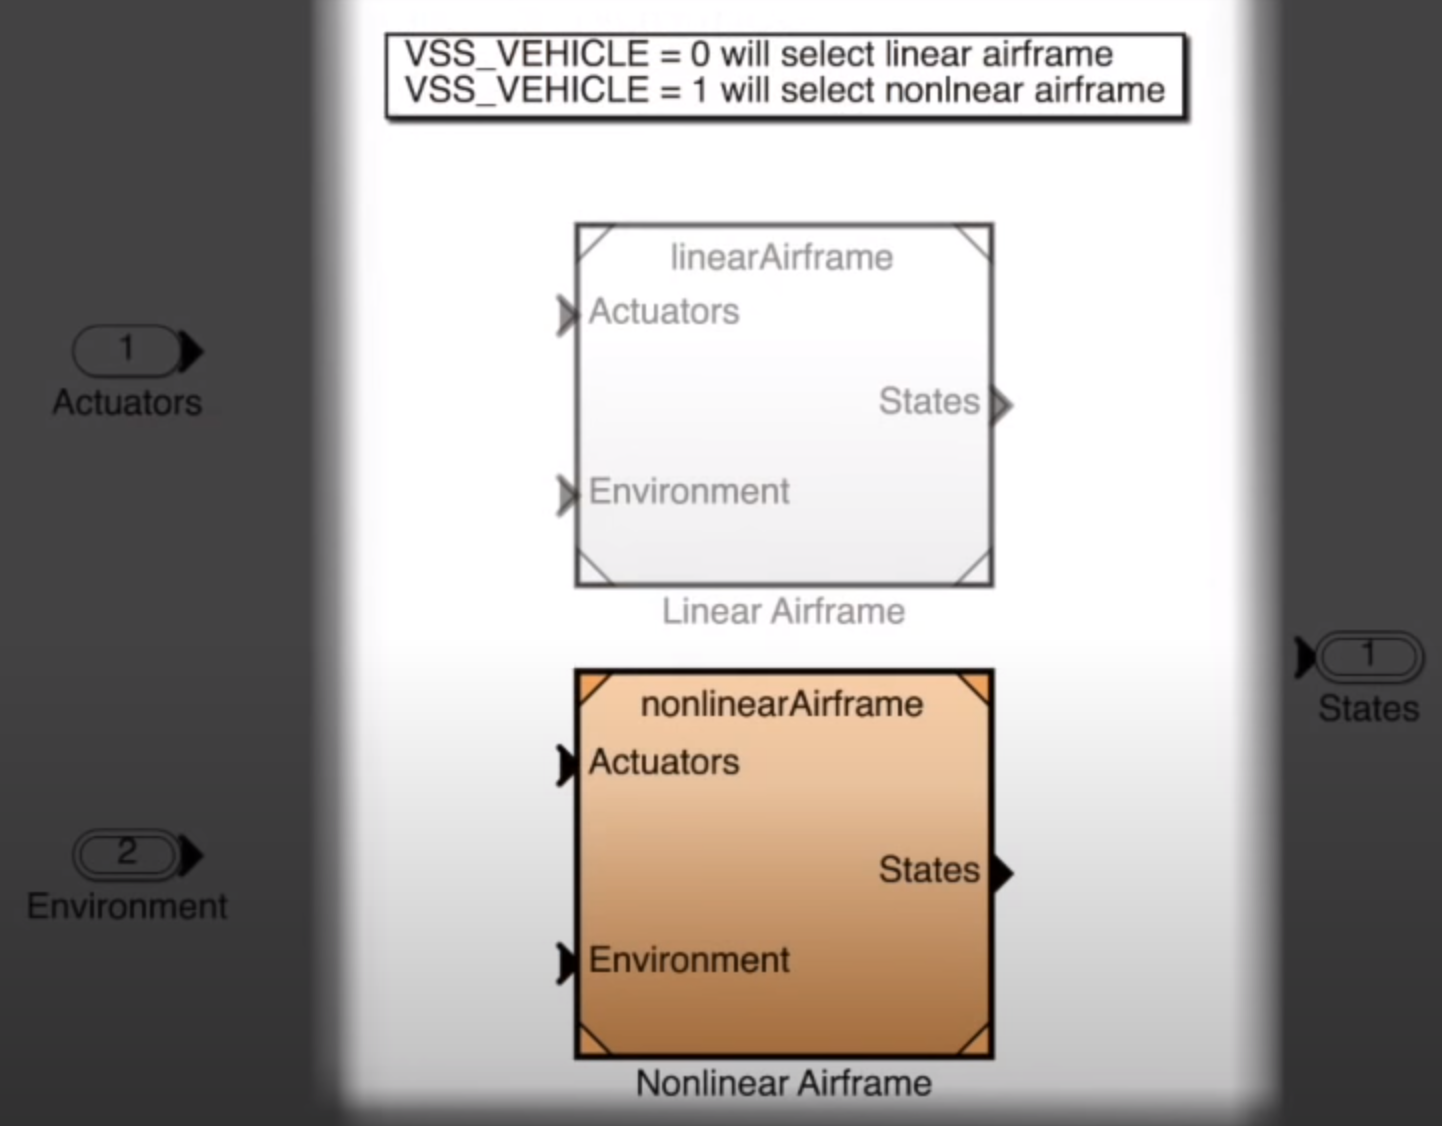 VSS_VEHICLE = 0 will select linear airframe
VSS_VEHICLE = 1 will select nonlnear airframe
linearAirframe
Actuators
States
Environment
Linear Airframe
1
Actuators
2
Environment
nonlinearAirframe
Actuators
States
Environment
Nonlinear Airframe
1
States